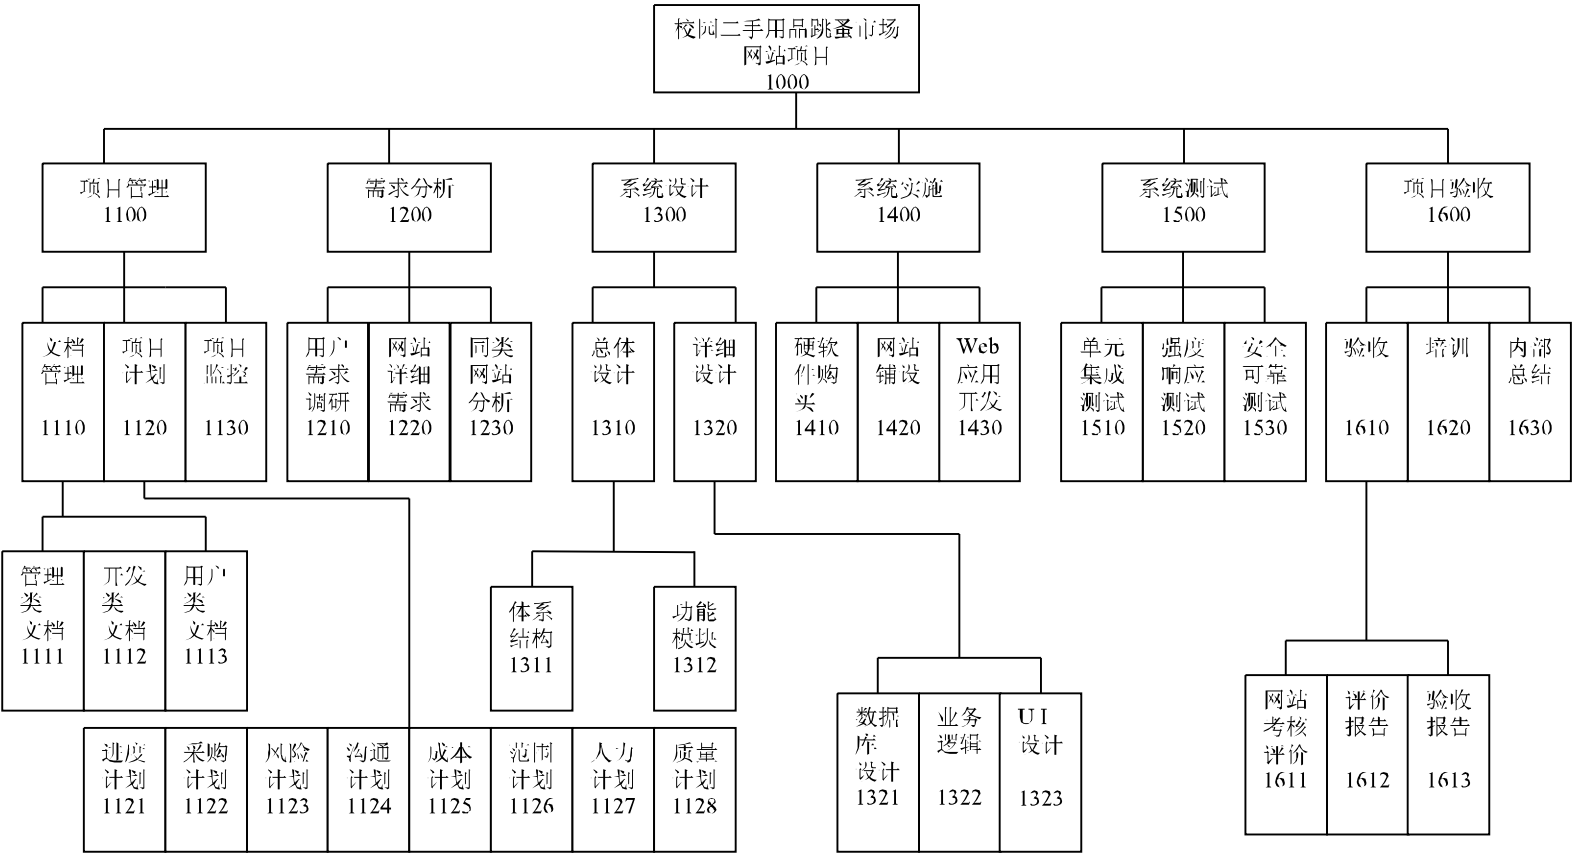 校园二手用品跳蚤市场
网站项目
1000
项目管理
1100
需求分析
1200
系统设计
1300
系统实施
1400
系统测试
1500
项目验收
1600
文档
管理
1110
项目
计划
1120
项目
监控
1130
用户
需求
调研
1210
网站
详细
需求
1220
同类
网站
分析
1230
总体
设计
1310
详细
设计
1320
硬软
件购
买
1410
网站
铺设
1420
Web
应用
开发
1430
单元
集成
测试
1510
强度
响应
测试
1520
安全
可靠
测试
1530
验收
1610
培训
1620
内部
总结
1630
管理
类
文档
1111
开发
类
文档
1112
用户
类
文档
1113
体系
结构
1311
功能
模块
1312
数据
库
设计
1321
业务
逻辑
1322
UI
设计
1323
网站
考核
评价
1611
评价
报告
1612
验收
报告
1613
进度
计划
1121
采购
计划
1122
风险
计划
1123
沟通
计划
1124
成本
计划
1125
范围
计划
1126
人力
计划
1127
质量
计划
1128